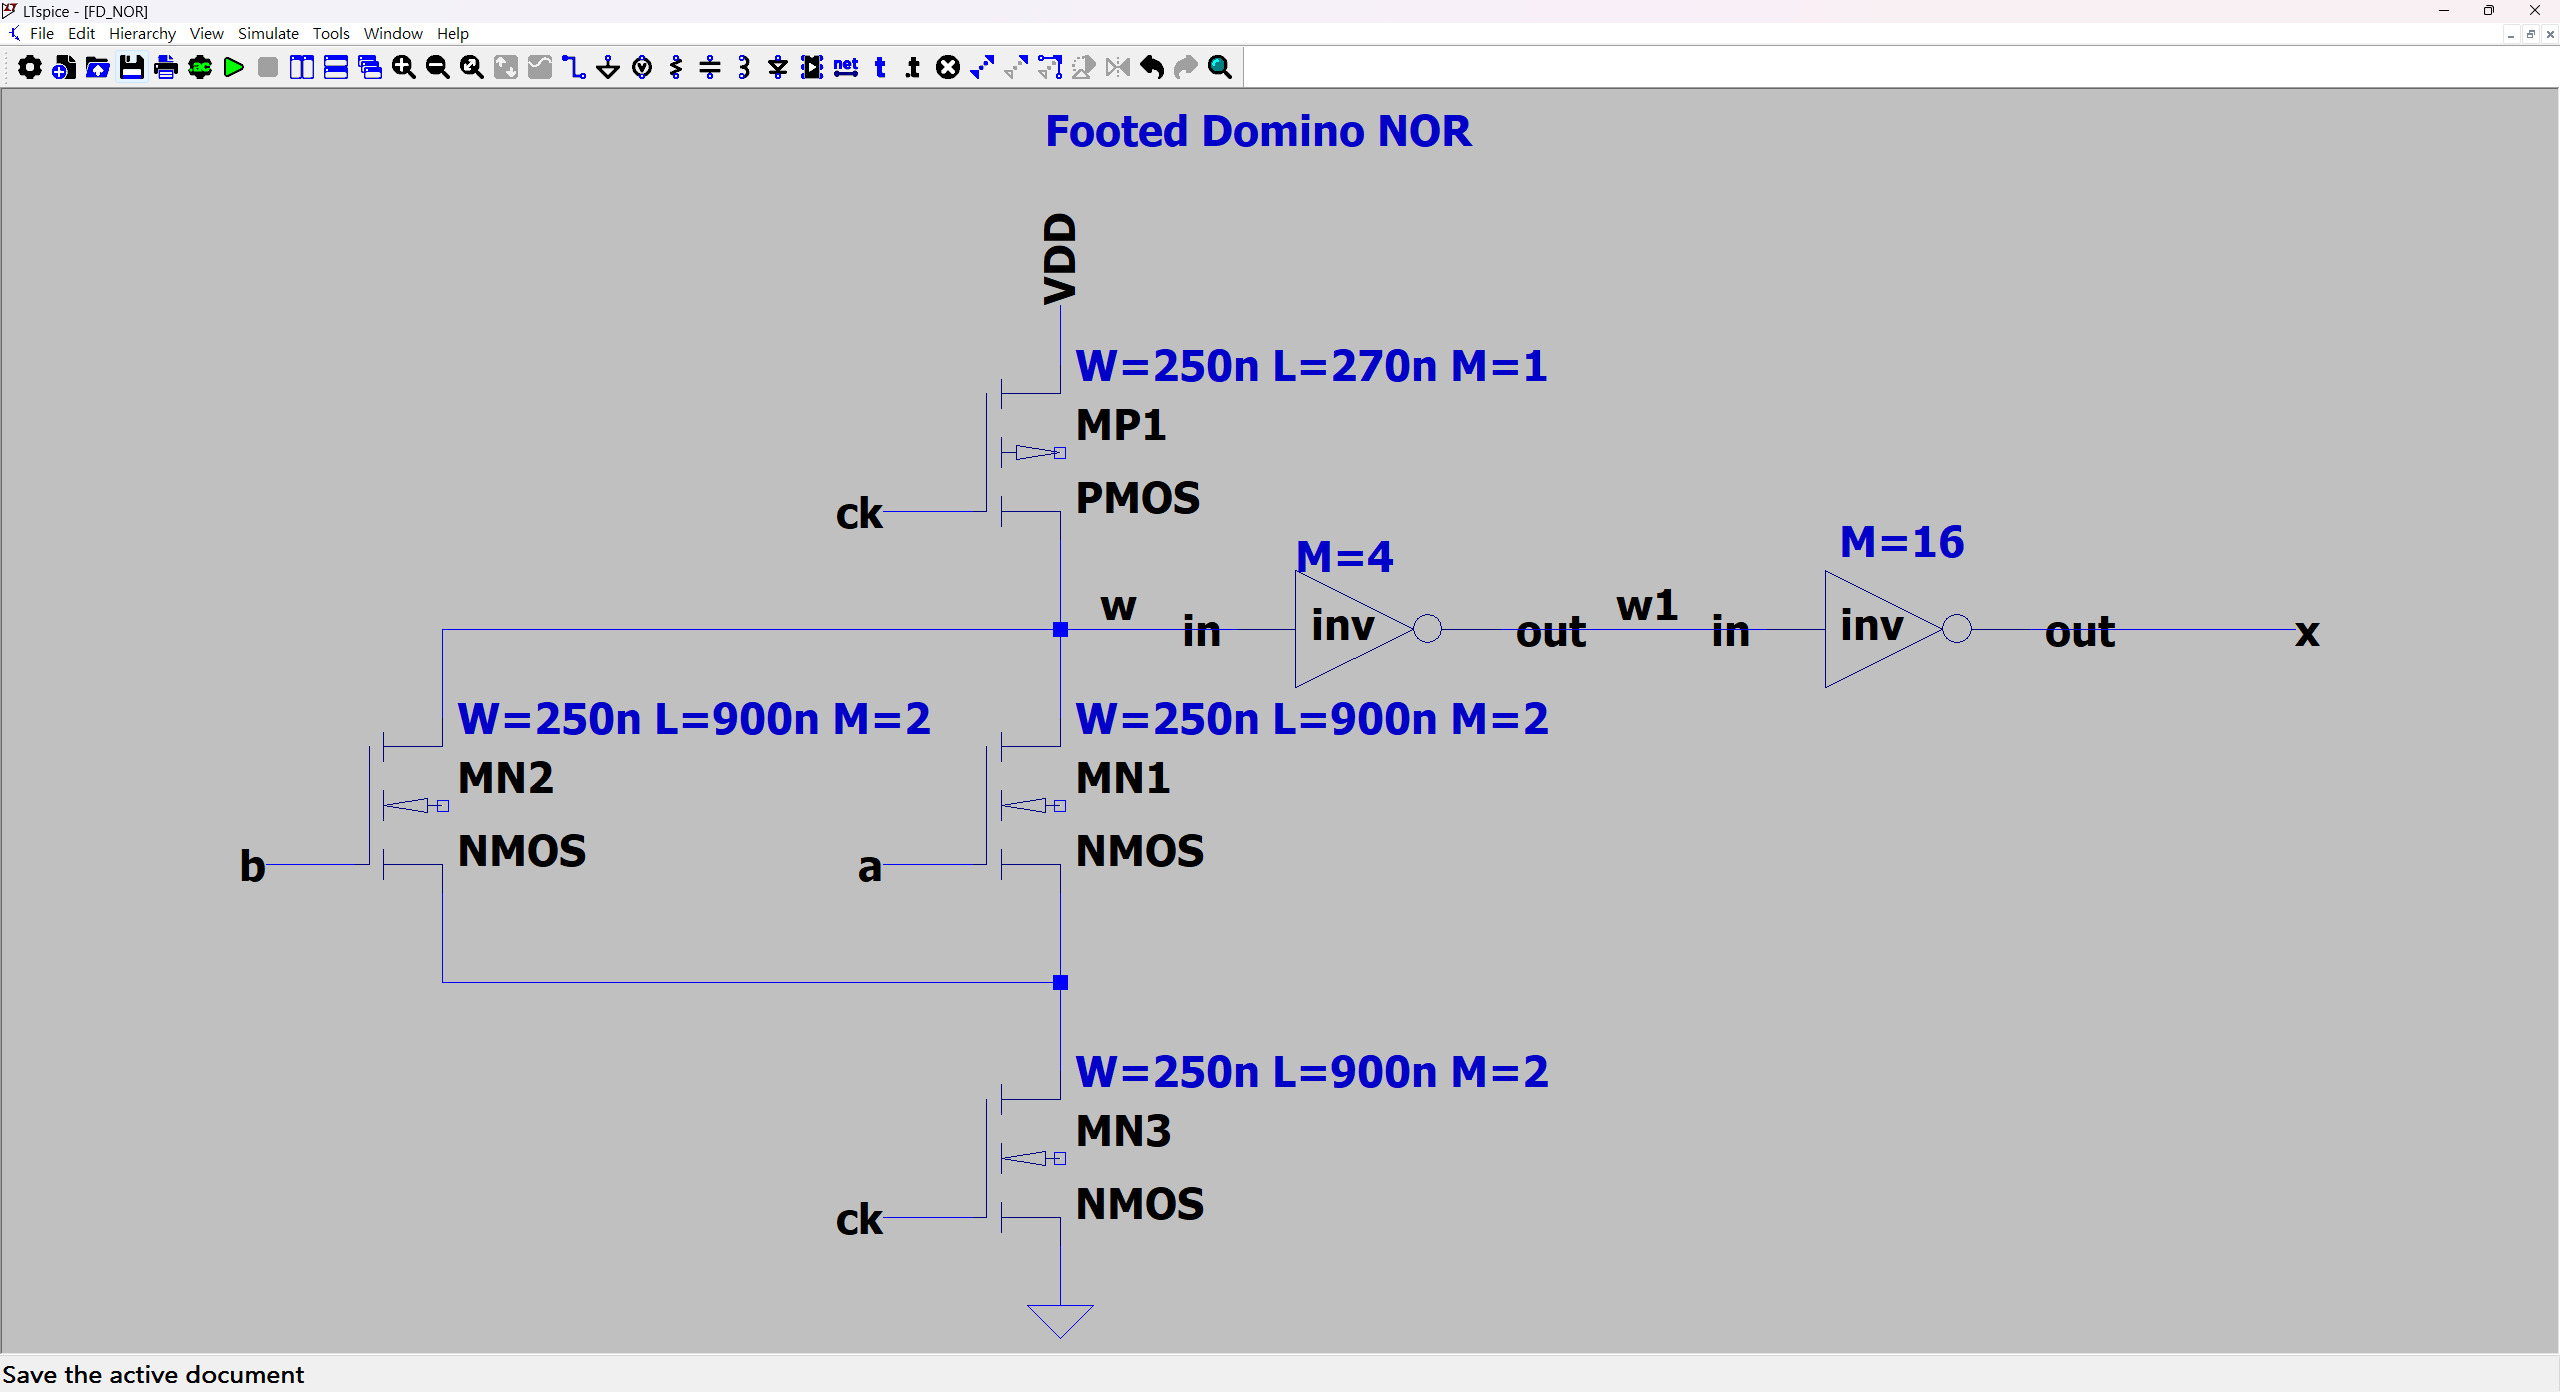 LTspice - [FD_NOR]
File Edit Hierarchy View Simulate Tools Window Help
.ac
net
t
.t
Footed Domino NOR
VDD
W=250n L=270n M=1
MP1
ck
PMOS
M=4
M=16
w
in
inv
out
w1
in
inv
out
x
W=250n L=900n M=2
MN2
b
NMOS
W=250n L=900n M=2
MN1
a
NMOS
W=250n L=900n M=2
MN3
ck
NMOS
Save the active document